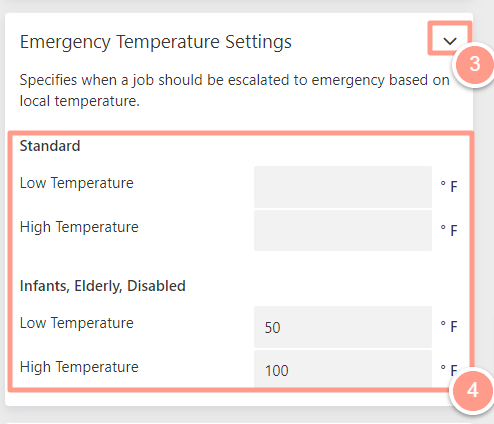 Emergency Temperature Settings
3
Specifies when a job should be escalated to emergency based on
local temperature.
Standard
Low Temperature ° F
High Temperature ° F
Infants, Elderly, Disabled
Low Temperature 50 ° F
High Temperature 100 ° F
4